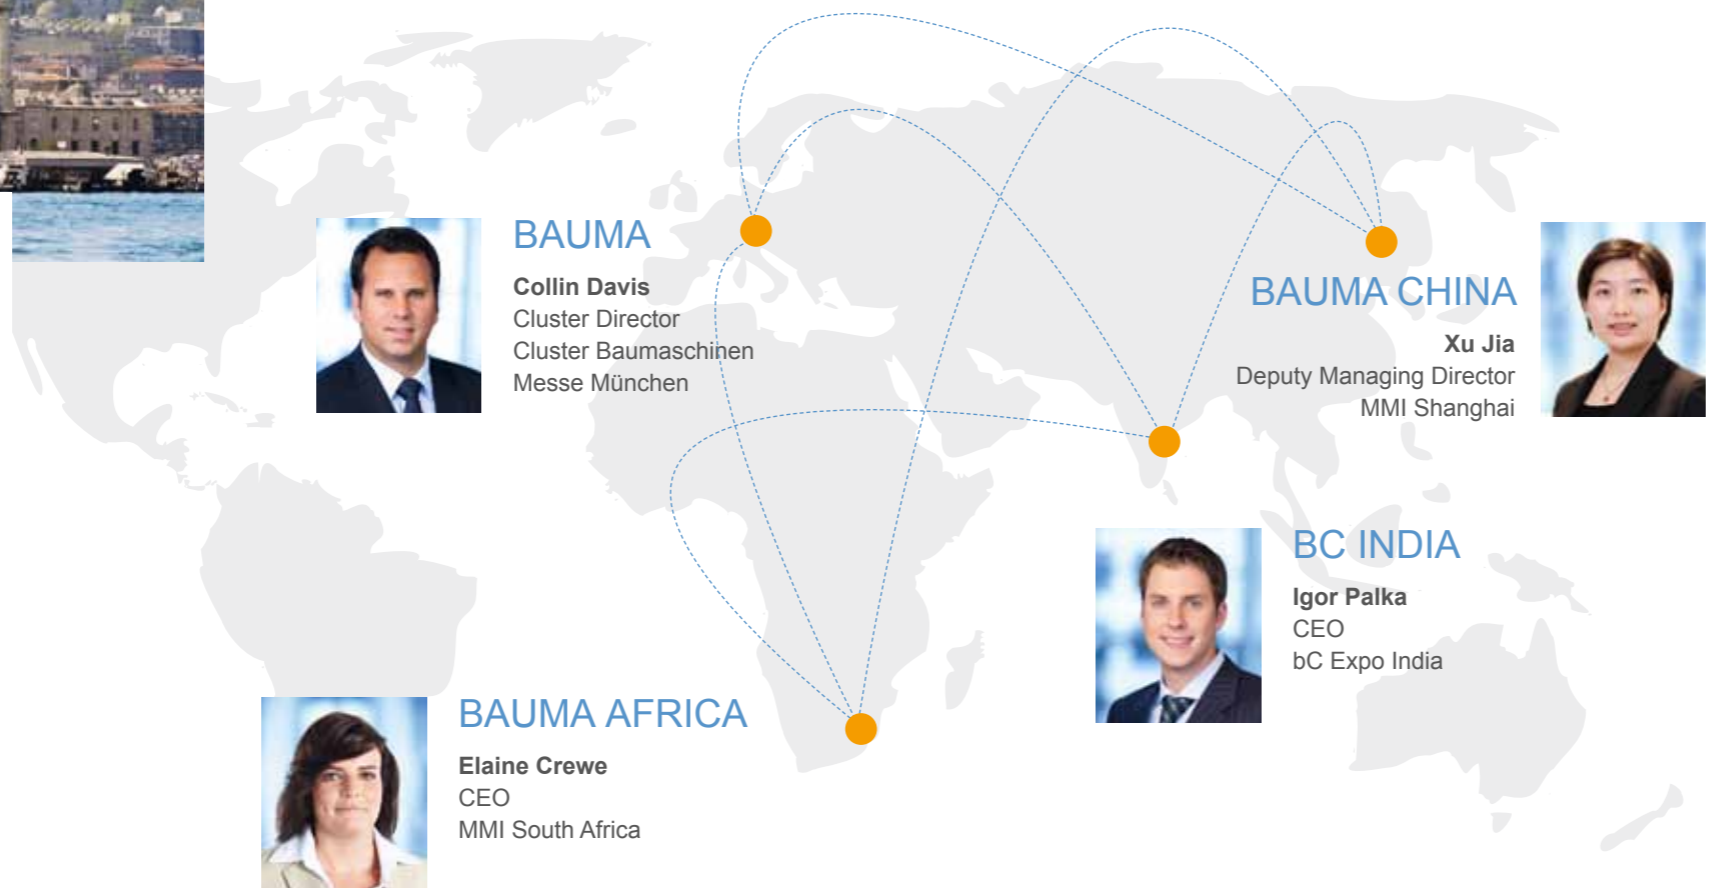 BAUMA
Collin Davis
Cluster Director
Cluster Baumaschinen
Messe München
BAUMA CHINA
Xu Jia
Deputy Managing Director
MMI Shanghai
BC INDIA
Igor Palka
CEO
bC Expo India
BAUMA AFRICA
Elaine Crewe
CEO
MMI South Africa